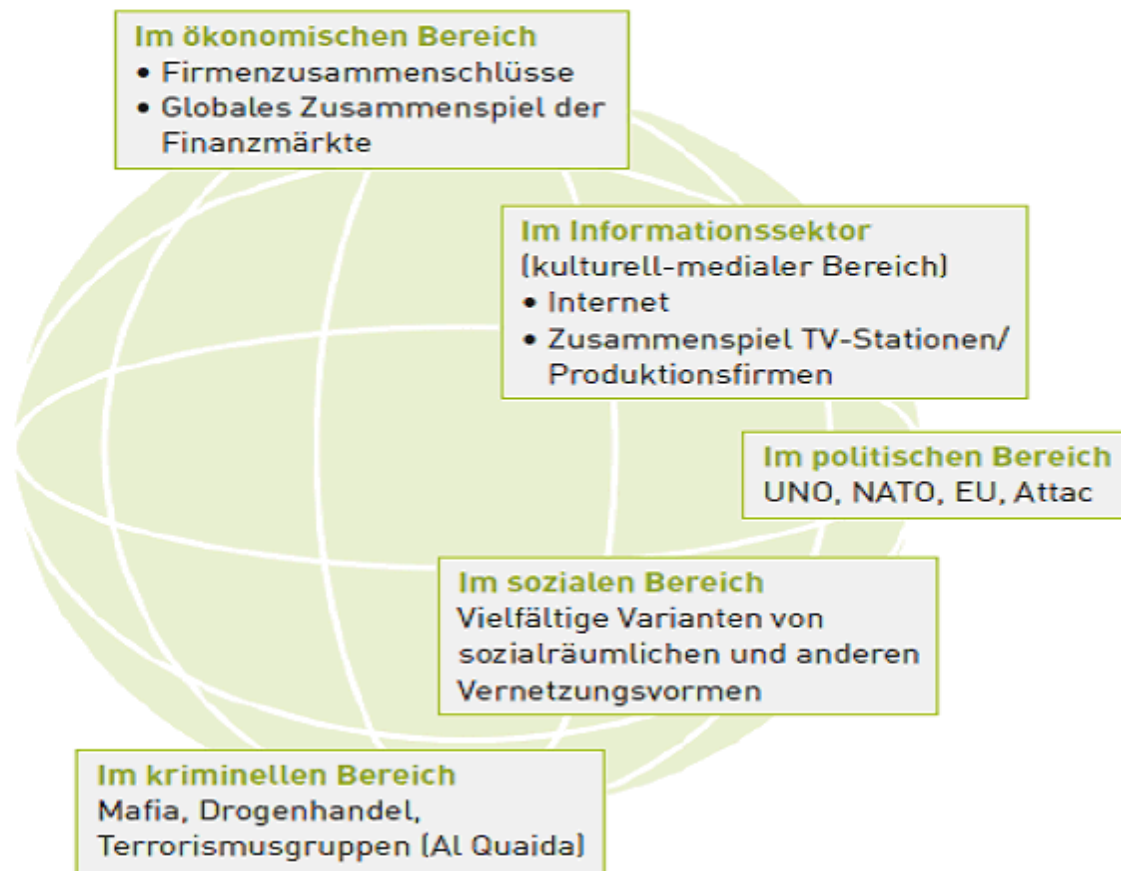 Im ökonomischen Bereich
• Firmenzusammenschlüsse
• Globales Zusammenspiel der
Finanzmärkte
Im Informationssektor
(kulturell-medialer Bereich)
• Internet
• Zusammenspiel TV-Stationen/
Produktionsfirmen
Im politischen Bereich
UNO, NATO, EU, Attac
Im sozialen Bereich
Vielfältige Varianten von
sozialräumlichen und anderen
Vernetzungsvormen
Im kriminellen Bereich
Mafia, Drogenhandel,
Terrorismusgruppen (Al Quaida)